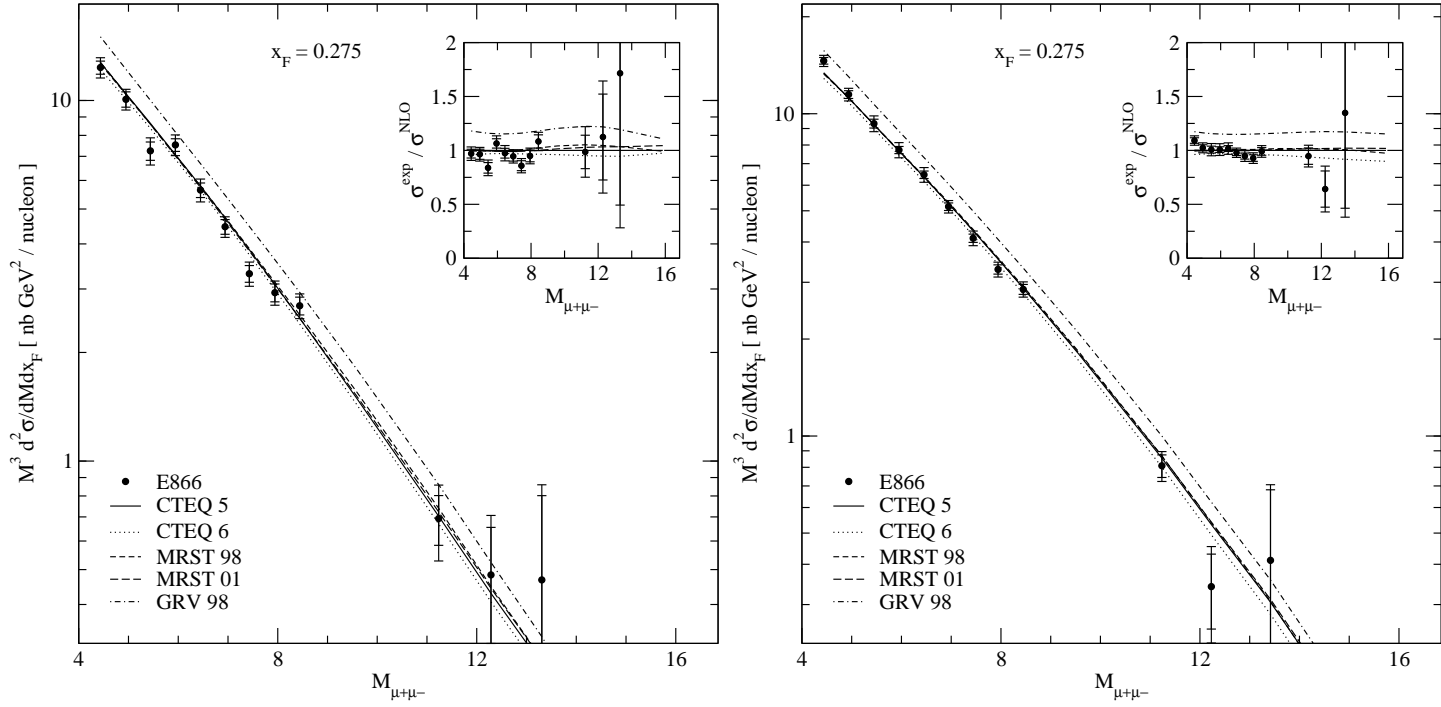 x_F = 0.275
M^3 d^2σ/dMdx_F [ nb GeV^2 / nucleon ]
10
1
4
8
12
16
M_μ+μ−
E866
CTEQ 5
CTEQ 6
MRST 98
MRST 01
GRV 98
σ^exp / σ^NLO
2
1.5
1
0.5
0
4
8
12
16
M_μ+μ−
x_F = 0.275
M^3 d^2σ/dMdx_F [ nb GeV^2 / nucleon ]
10
1
4
8
12
16
M_μ+μ−
E866
CTEQ 5
CTEQ 6
MRST 98
MRST 01
GRV 98
σ^exp / σ^NLO
2
1.5
1
0.5
0
4
8
12
16
M_μ+μ−